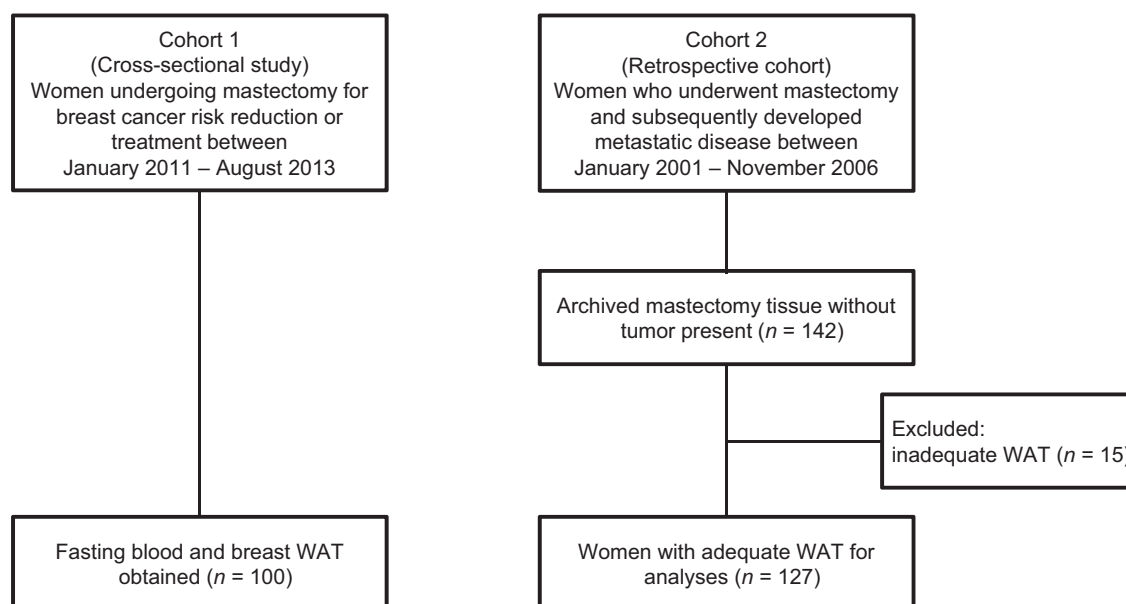 Cohort 1
(Cross-sectional study)
Women undergoing mastectomy for
breast cancer risk reduction or
treatment between
January 2011 – August 2013
Cohort 2
(Retrospective cohort)
Women who underwent mastectomy
and subsequently developed
metastatic disease between
January 2001 – November 2006
Archived mastectomy tissue without
tumor present (n = 142)
Excluded:
inadequate WAT (n = 15)
Fasting blood and breast WAT
obtained (n = 100)
Women with adequate WAT for
analyses (n = 127)